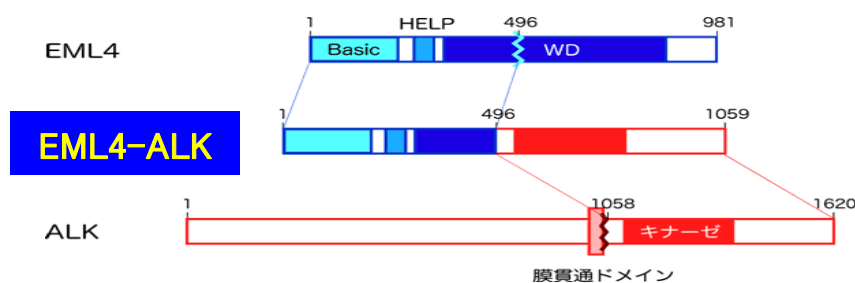 1 HELP 496 981
EML4 Basic WD
1 496 1059
EML4-ALK
1 1058 1620
ALK キナーゼ
膜貫通ドメイン